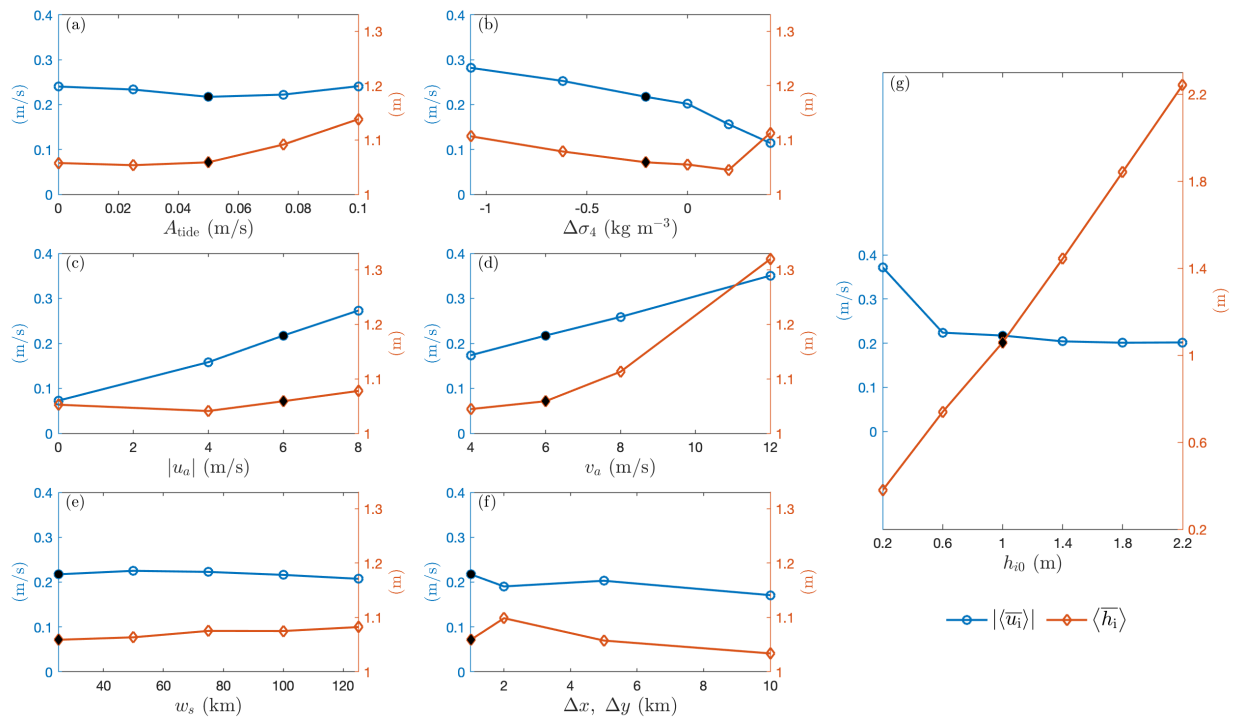 (a)
0.4
0.3
0.2
0.1
0
(m/s)
1.3
1.2
1.1
1
(m)
0 0.02 0.04 0.06 0.08 0.1
A_tide (m/s)
(b)
0.4
0.3
0.2
0.1
0
(m/s)
1.3
1.2
1.1
1
(m)
-1 -0.5 0
Δσ₄ (kg m⁻³)
(c)
0.4
0.3
0.2
0.1
0
(m/s)
1.3
1.2
1.1
1
(m)
0 2 4 6 8
|u_a| (m/s)
(d)
0.4
0.3
0.2
0.1
0
(m/s)
1.3
1.2
1.1
1
(m)
4 6 8 10 12
v_a (m/s)
(e)
0.4
0.3
0.2
0.1
0
(m/s)
1.3
1.2
1.1
1
(m)
40 60 80 100 120
w_s (km)
(f)
0.4
0.3
0.2
0.1
0
(m/s)
1.3
1.2
1.1
1
(m)
2 4 6 8 10
Δx, Δy (km)
(g)
0.4
0.3
0.2
0.1
0
(m/s)
2.2
1.8
1.4
1
0.6
0.2
(m)
0.2 0.6 1 1.4 1.8 2.2
h_i0 (m)
|⟨u̅_i⟩| ⟨h̅_i⟩